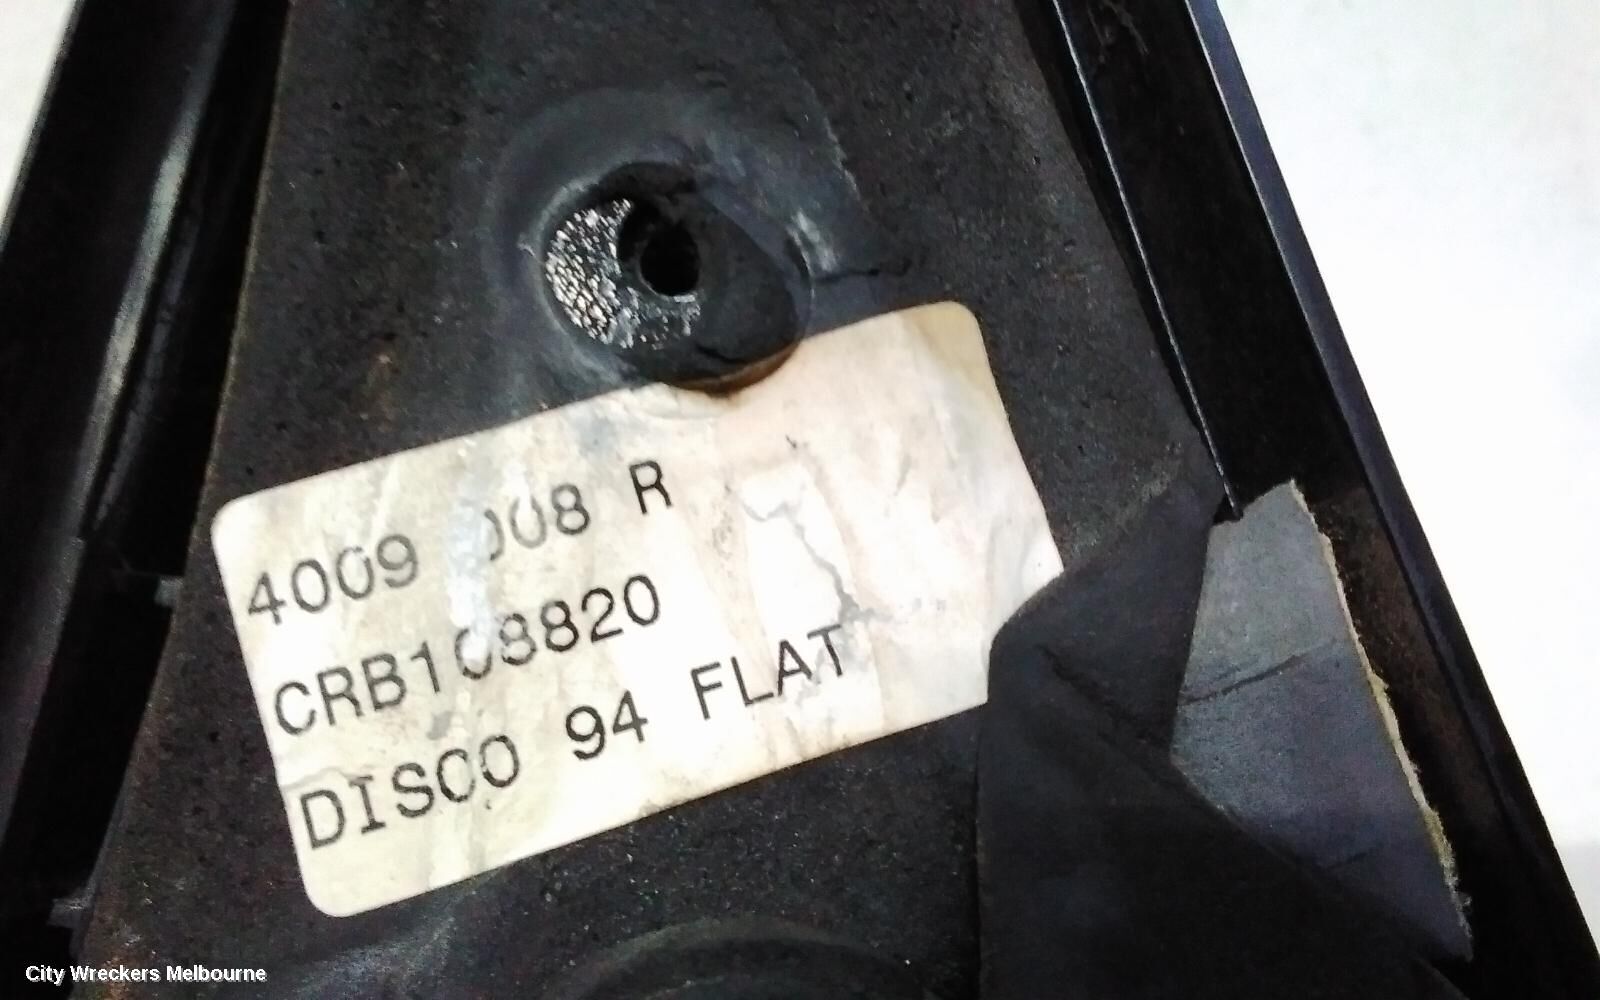 4009 008 R
CRB108820
DISCO 94 FLAT
City Wreckers Melbourne